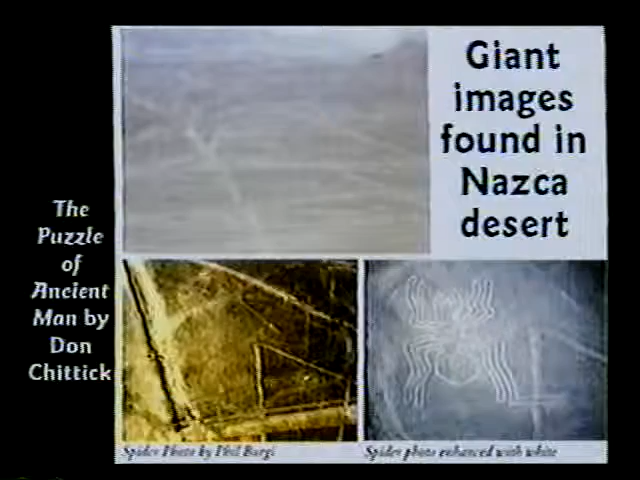 Giant
images
found in
Nazca
desert
The
Puzzle
of
Ancient
Man by
Don
Chittick
Spider Photo by Phil Burgi
Spider photo enhanced with white